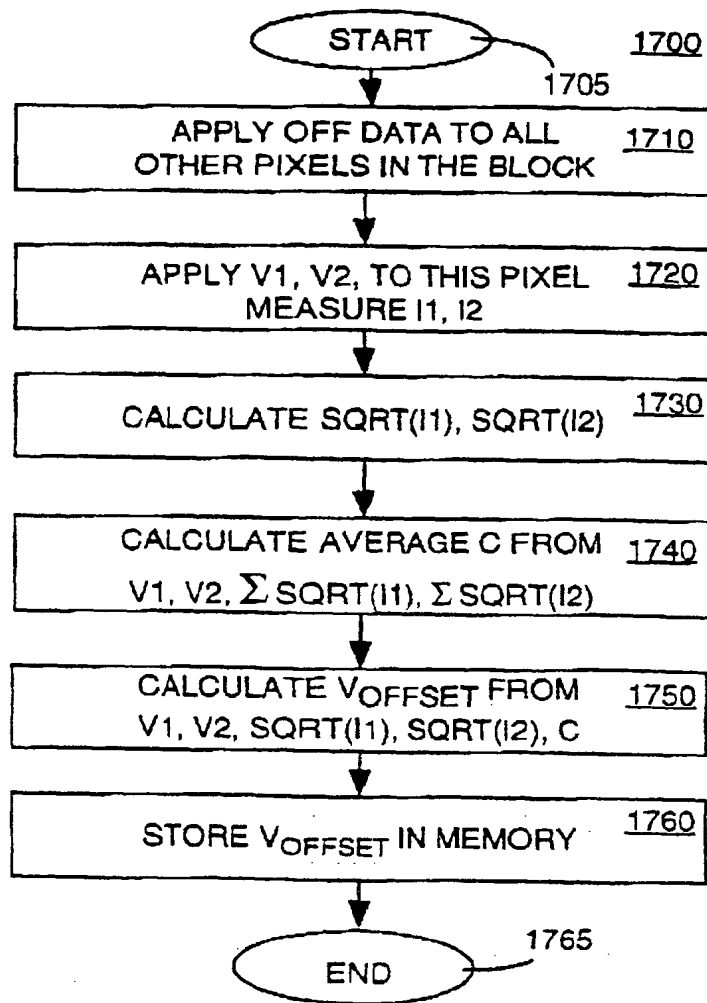 START
1700
1705
APPLY OFF DATA TO ALL
OTHER PIXELS IN THE BLOCK
1710
APPLY V1, V2, TO THIS PIXEL
MEASURE I1, I2
1720
CALCULATE SQRT(I1), SQRT(I2)
1730
CALCULATE AVERAGE C FROM
V1, V2, Σ SQRT(I1), Σ SQRT(I2)
1740
CALCULATE VOFFSET FROM
V1, V2, SQRT(I1), SQRT(I2), C
1750
STORE VOFFSET IN MEMORY
1760
1765
END